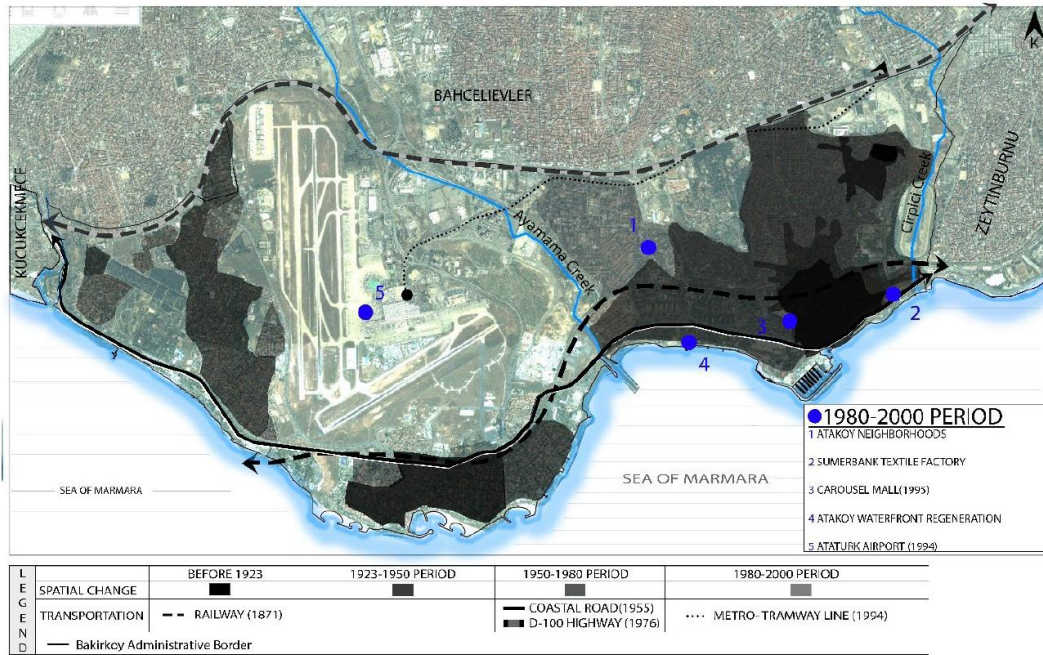 K
BAHCELIEVLER
ZEYTINBURNU
KUCUKCEKMECE
Cirpici Creek
Ayamama Creek
1
5
2
3
4
SEA OF MARMARA
SEA OF MARMARA
1980-2000 PERIOD
1 ATAKOY NEIGHBORHOODS
2 SUMERBANK TEXTILE FACTORY
3 CAROUSEL MALL(1995)
4 ATAKOY WATERFRONT REGENERATION
5 ATATURK AIRPORT (1994)
LEGEND
BEFORE 1923 1923-1950 PERIOD 1950-1980 PERIOD 1980-2000 PERIOD
SPATIAL CHANGE
TRANSPORTATION RAILWAY (1871) COASTAL ROAD(1955) METRO-TRAMWAY LINE (1994)
D-100 HIGHWAY (1976)
Bakirkoy Administrative Border